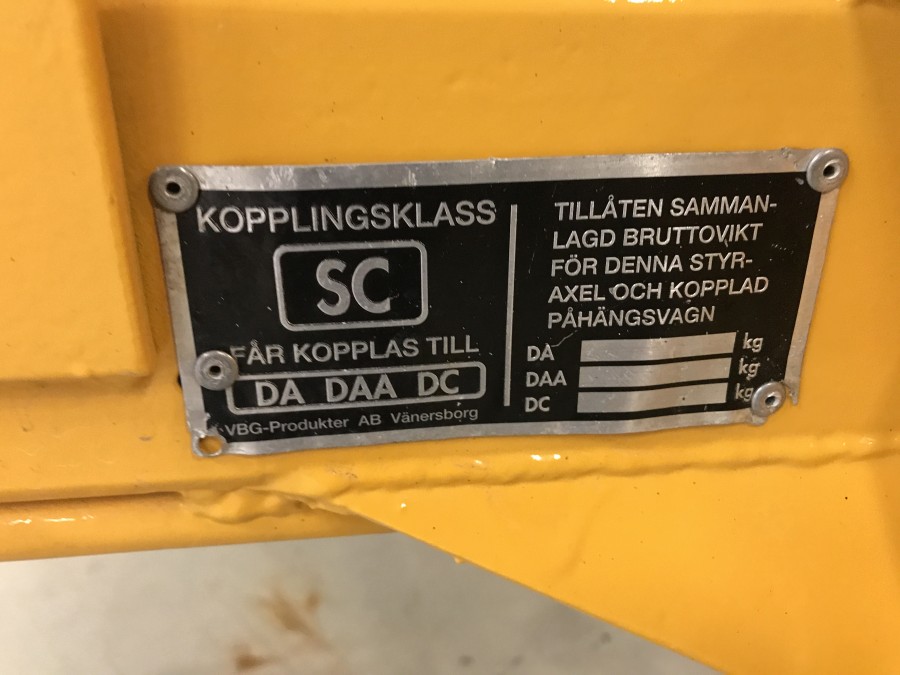 KOPPLINGSKLASS
SC
FÅR KOPPLAS TILL
DA DAA DC
VBG-Produkter AB Vänersborg
TILLÅTEN SAMMAN-
LAGD BRUTTOVIKT
FÖR DENNA STYR-
AXEL OCH KOPPLAD
PÅHÄNGSVAGN
DA kg
DAA kg
DC kg